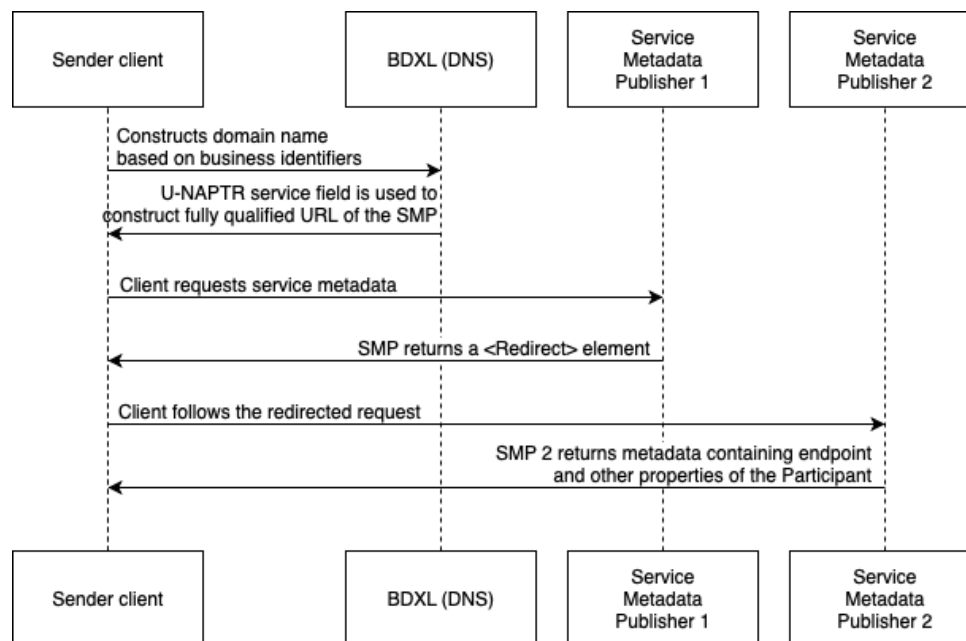 Sender client
BDXL (DNS)
Service
Metadata
Publisher 1
Service
Metadata
Publisher 2
Constructs domain name
based on business identifiers
U-NAPTR service field is used to
construct fully qualified URL of the SMP
Client requests service metadata
SMP returns a <Redirect> element
Client follows the redirected request
SMP 2 returns metadata containing endpoint
and other properties of the Participant
Sender client
BDXL (DNS)
Service
Metadata
Publisher 1
Service
Metadata
Publisher 2